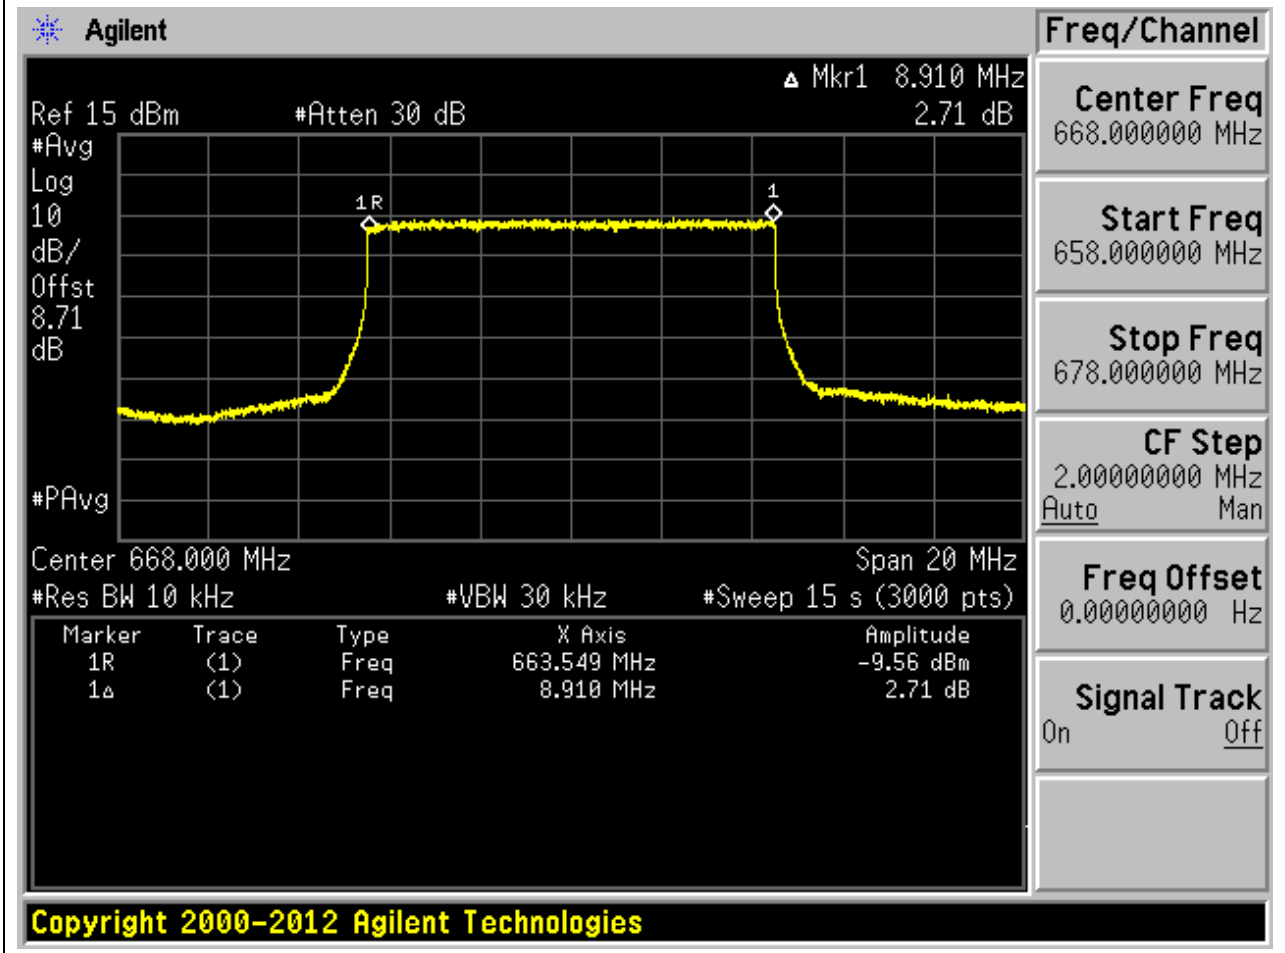 Agilent
Freq/Channel
Δ Mkr1 8.910 MHz
Ref 15 dBm #Atten 30 dB 2.71 dB
#Avg
Log
10
dB/
Offst
8.71
dB
#PAvg
1R
1
Center 668.000 MHz Span 20 MHz
#Res BW 10 kHz #VBW 30 kHz #Sweep 15 s (3000 pts)
Marker Trace Type X Axis Amplitude
1R (1) Freq 663.549 MHz -9.56 dBm
1Δ (1) Freq 8.910 MHz 2.71 dB
Center Freq
668.000000 MHz
Start Freq
658.000000 MHz
Stop Freq
678.000000 MHz
CF Step
2.00000000 MHz
Auto Man
Freq Offset
0.00000000 Hz
Signal Track
On Off
Copyright 2000-2012 Agilent Technologies